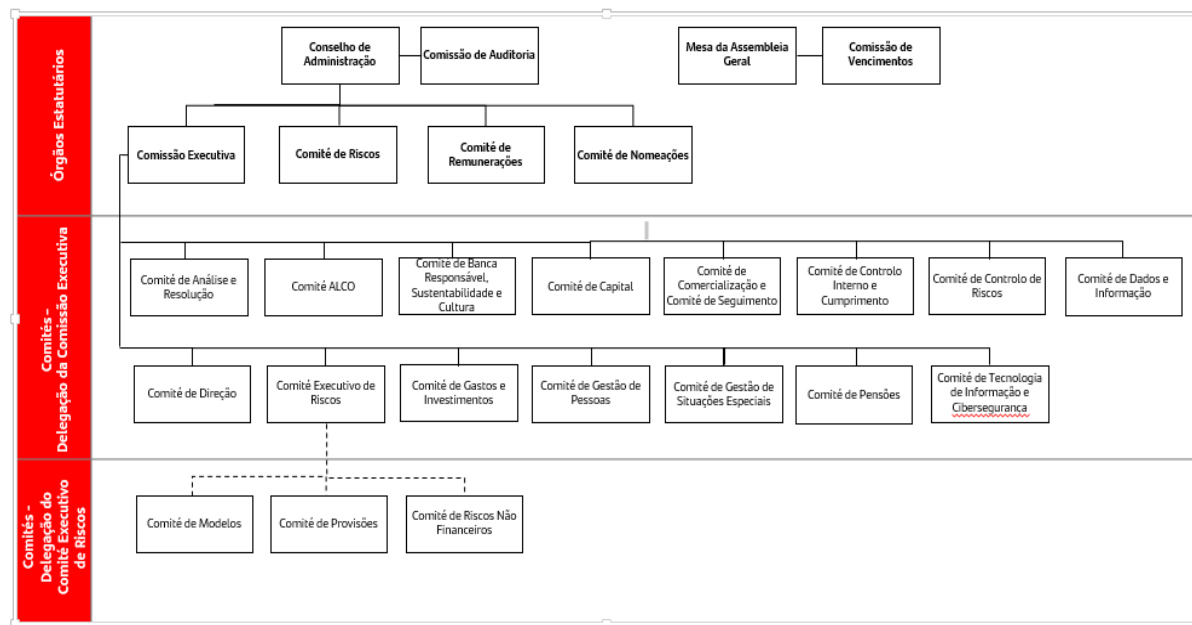 Órgãos Estatutários
Conselho de
Administração
Comissão de Auditoria
Mesa da Assembleia
Geral
Comissão de
Vencimentos
Comissão Executiva
Comité de Riscos
Comité de
Remunerações
Comité de Nomeações
Comités –
Delegação da Comissão Executiva
Comité de Análise e
Resolução
Comité ALCO
Comité de Banca
Responsável,
Sustentabilidade e
Cultura
Comité de Capital
Comité de
Comercialização e
Comité de Seguimento
Comité de Controlo
Interno e
Cumprimento
Comité de Controlo de
Riscos
Comité de Dados e
Informação
Comité de Direção
Comité Executivo de
Riscos
Comité de Gastos e
Investimentos
Comité de Gestão de
Pessoas
Comité de Gestão de
Situações Especiais
Comité de Pensões
Comité de Tecnologia
de Informação e
Cibersegurança
Comités –
Delegação do
Comité Executivo
de Riscos
Comité de Modelos
Comité de Provisões
Comité de Riscos Não
Financeiros